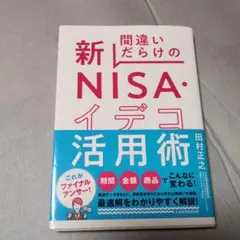 間違い
だらけの
新
NISA・
イデコ
活用術
田村正之
これが
ファイナル
アンサー!
期間 金額 商品 で
こんなに
変わる!
最適解をわかりやすく解説!